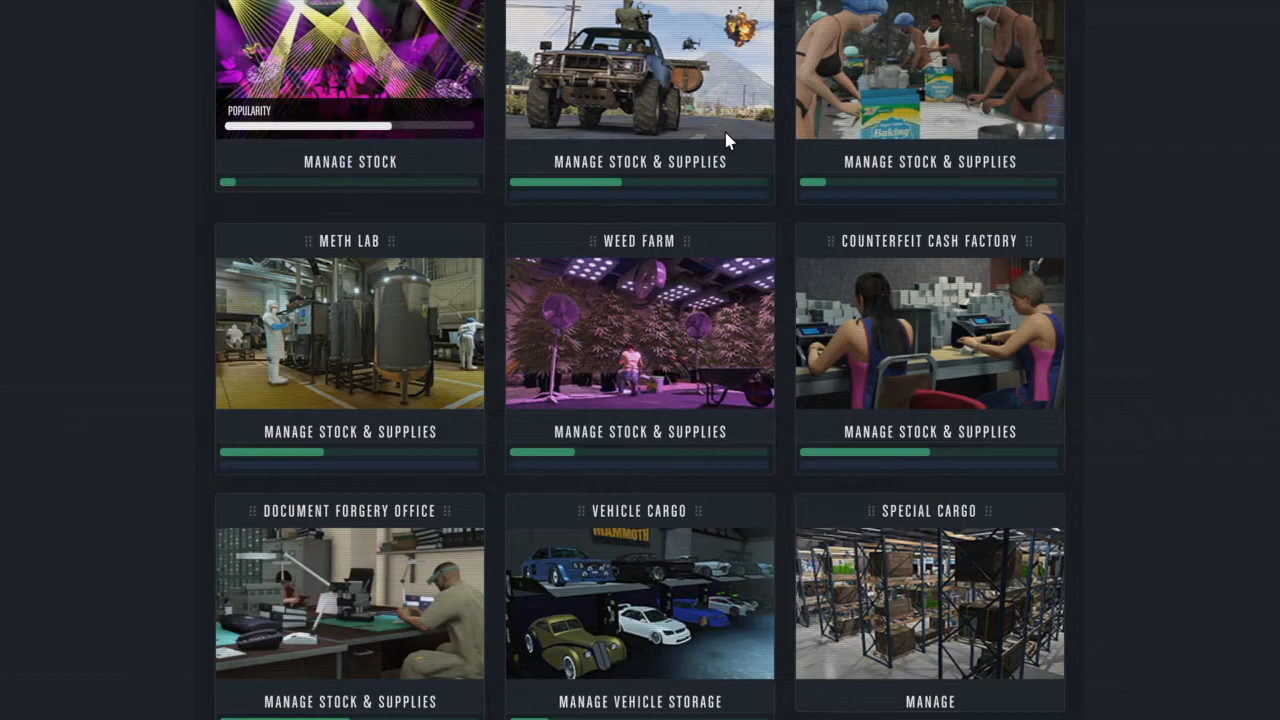 POPULARITY
Baking
MANAGE STOCK
MANAGE STOCK & SUPPLIES
MANAGE STOCK & SUPPLIES
METH LAB
WEED FARM
COUNTERFEIT CASH FACTORY
MANAGE STOCK & SUPPLIES
MANAGE STOCK & SUPPLIES
MANAGE STOCK & SUPPLIES
DOCUMENT FORGERY OFFICE
VEHICLE CARGO
SPECIAL CARGO
MAMMOTH
MANAGE STOCK & SUPPLIES
MANAGE VEHICLE STORAGE
MANAGE